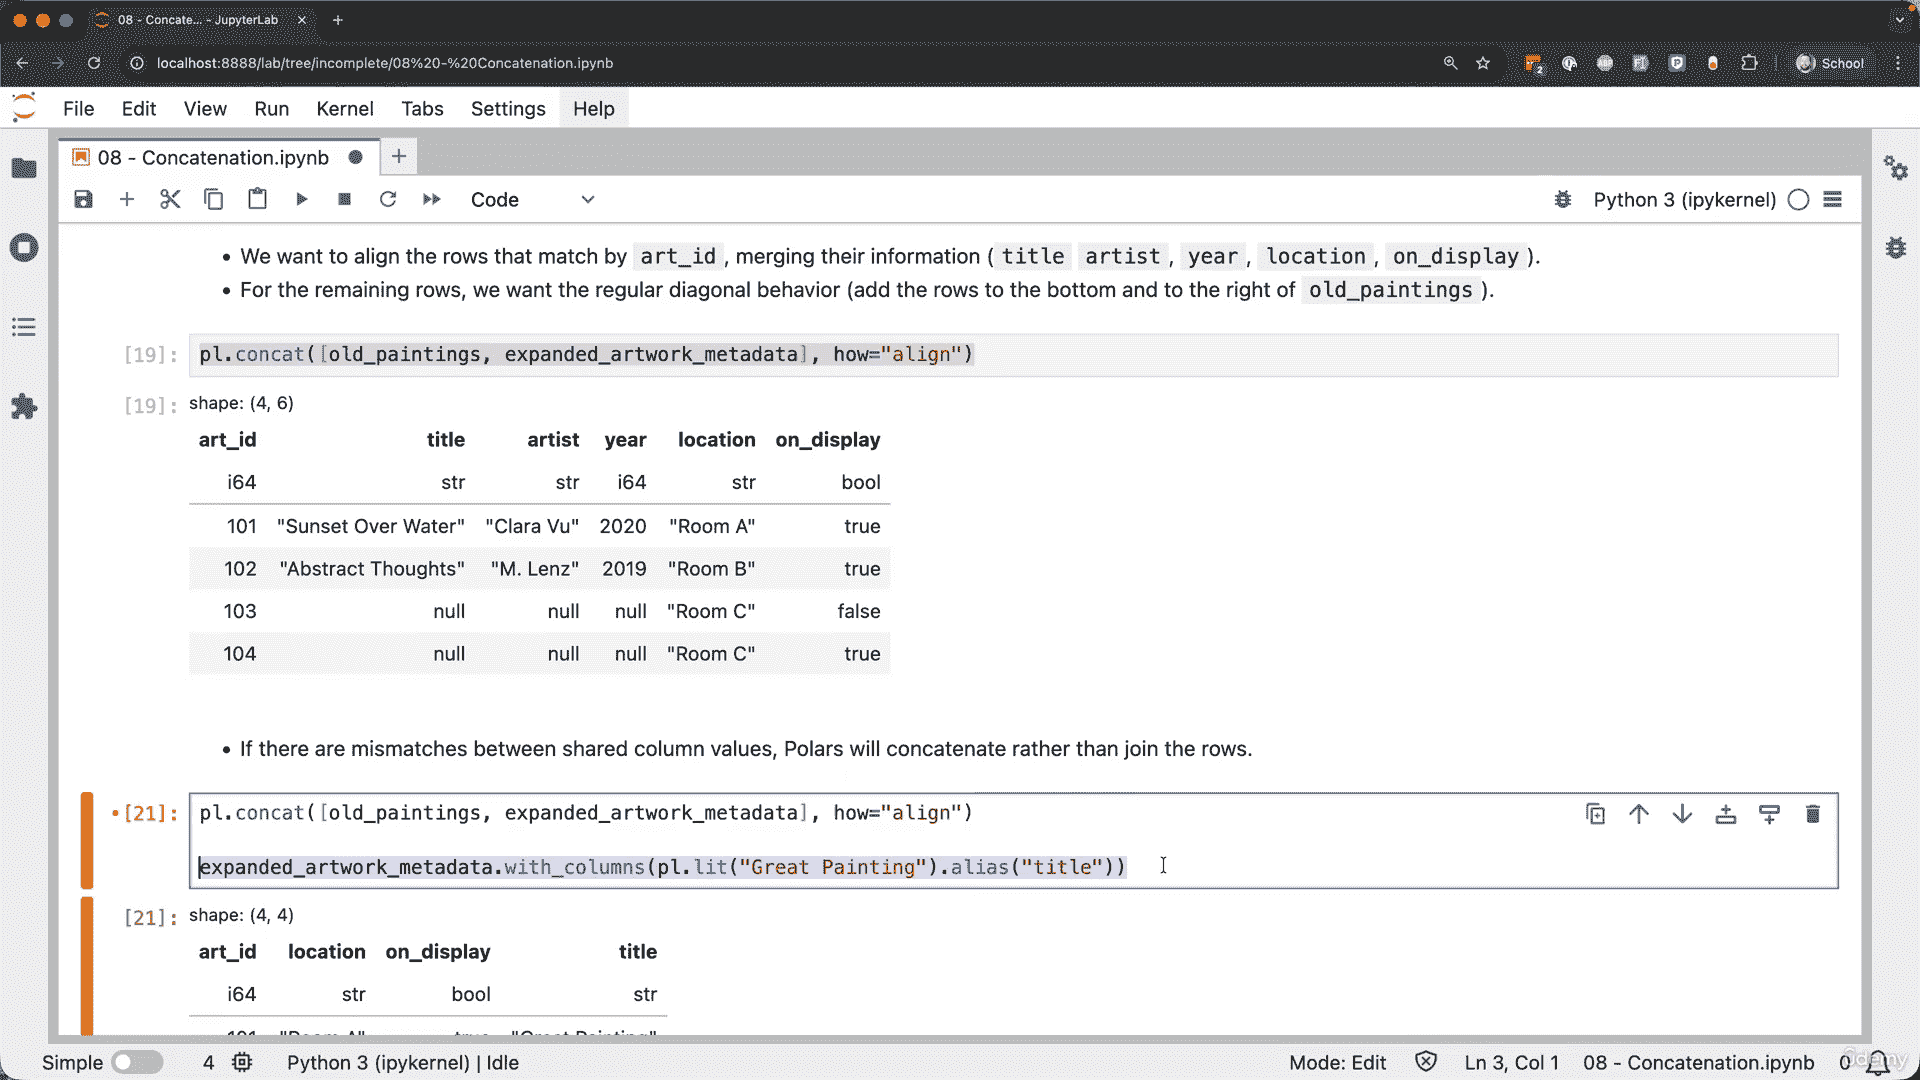 08 - Concate... - JupyterLab
localhost:8888/lab/tree/incomplete/08%20-%20Concatenation.ipynb
2
School
File Edit View Run Kernel Tabs Settings Help
08 - Concatenation.ipynb
Code
Python 3 (ipykernel)
• We want to align the rows that match by art_id , merging their information ( title artist , year , location , on_display ).
• For the remaining rows, we want the regular diagonal behavior (add the rows to the bottom and to the right of old_paintings ).
[19]: pl.concat([old_paintings, expanded_artwork_metadata], how="align")
[19]: shape: (4, 6)
art_id title artist year location on_display
i64 str str i64 str bool
101 "Sunset Over Water" "Clara Vu" 2020 "Room A" true
102 "Abstract Thoughts" "M. Lenz" 2019 "Room B" true
103 null null null "Room C" false
104 null null null "Room C" true
• If there are mismatches between shared column values, Polars will concatenate rather than join the rows.
[21]: pl.concat([old_paintings, expanded_artwork_metadata], how="align")
expanded_artwork_metadata.with_columns(pl.lit("Great Painting").alias("title"))
[21]: shape: (4, 4)
art_id location on_display title
i64 str bool str
101 "Room A" true "Great Painting"
Simple 4 Python 3 (ipykernel) | Idle Mode: Edit Ln 3, Col 1 08 - Concatenation.ipynb 0
Udemy